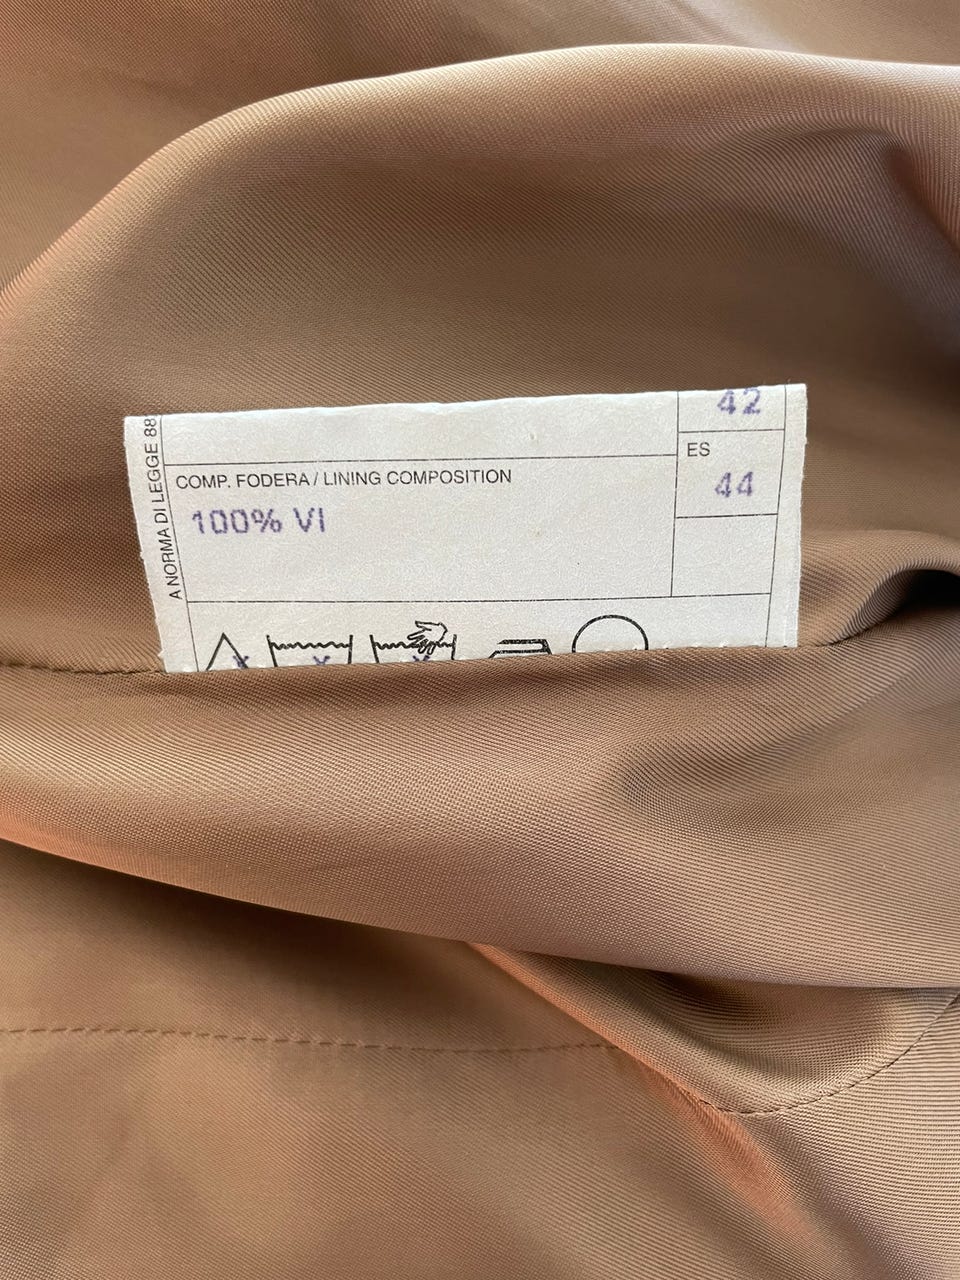 A NORMA DI LEGGE 88
42
ES
44
COMP. FODERA / LINING COMPOSITION
100% VI